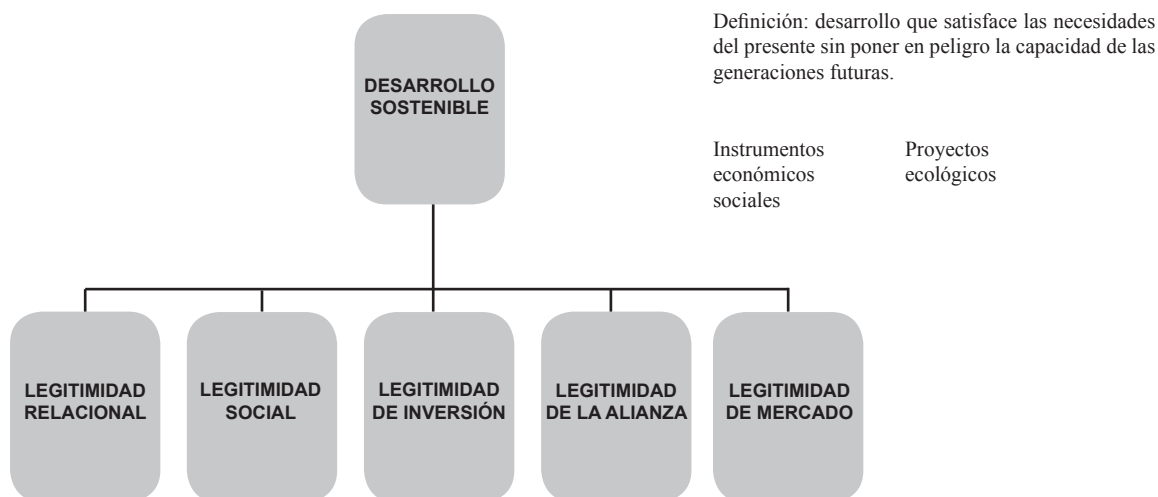 Definición: desarrollo que satisface las necesidades
del presente sin poner en peligro la capacidad de las
generaciones futuras.
DESARROLLO
SOSTENIBLE
Instrumentos
económicos
sociales
Proyectos
ecológicos
LEGITIMIDAD
RELACIONAL
LEGITIMIDAD
SOCIAL
LEGITIMIDAD
DE INVERSIÓN
LEGITIMIDAD
DE LA ALIANZA
LEGITIMIDAD
DE MERCADO